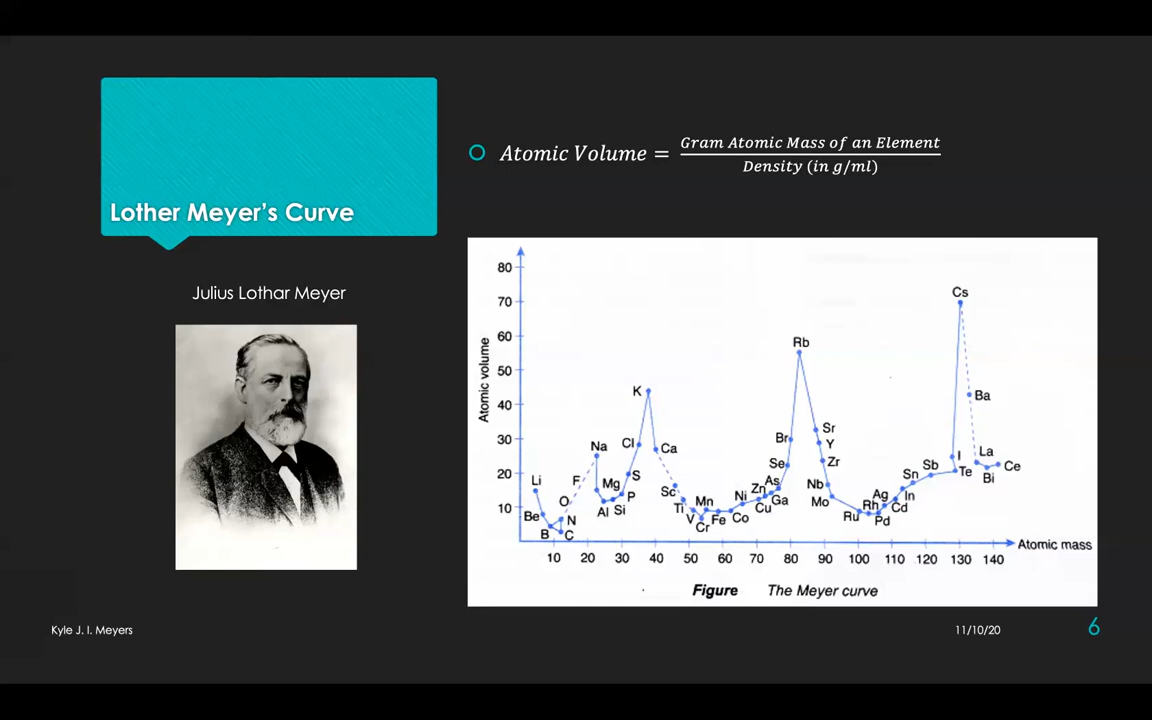 Lother Meyer's Curve
Atomic Volume = Gram Atomic Mass of an Element / Density (in g/ml)
Julius Lothar Meyer
Atomic volume
80
70
60
50
40
30
20
10
Li
Be
B
C
N
O
F
Na
Mg
Al
Si
P
S
Cl
K
Ca
Sc
Ti
V
Cr
Mn
Fe
Co
Ni
Cu
Zn
Ga
As
Se
Br
Rb
Sr
Y
Zr
Nb
Mo
Ru
Rh
Pd
Ag
Cd
In
Sn
Sb
Te
I
Cs
Ba
La
Bi
Ce
10 20 30 40 50 60 70 80 90 100 110 120 130 140
Atomic mass
Figure The Meyer curve
Kyle J. I. Meyers
11/10/20
6